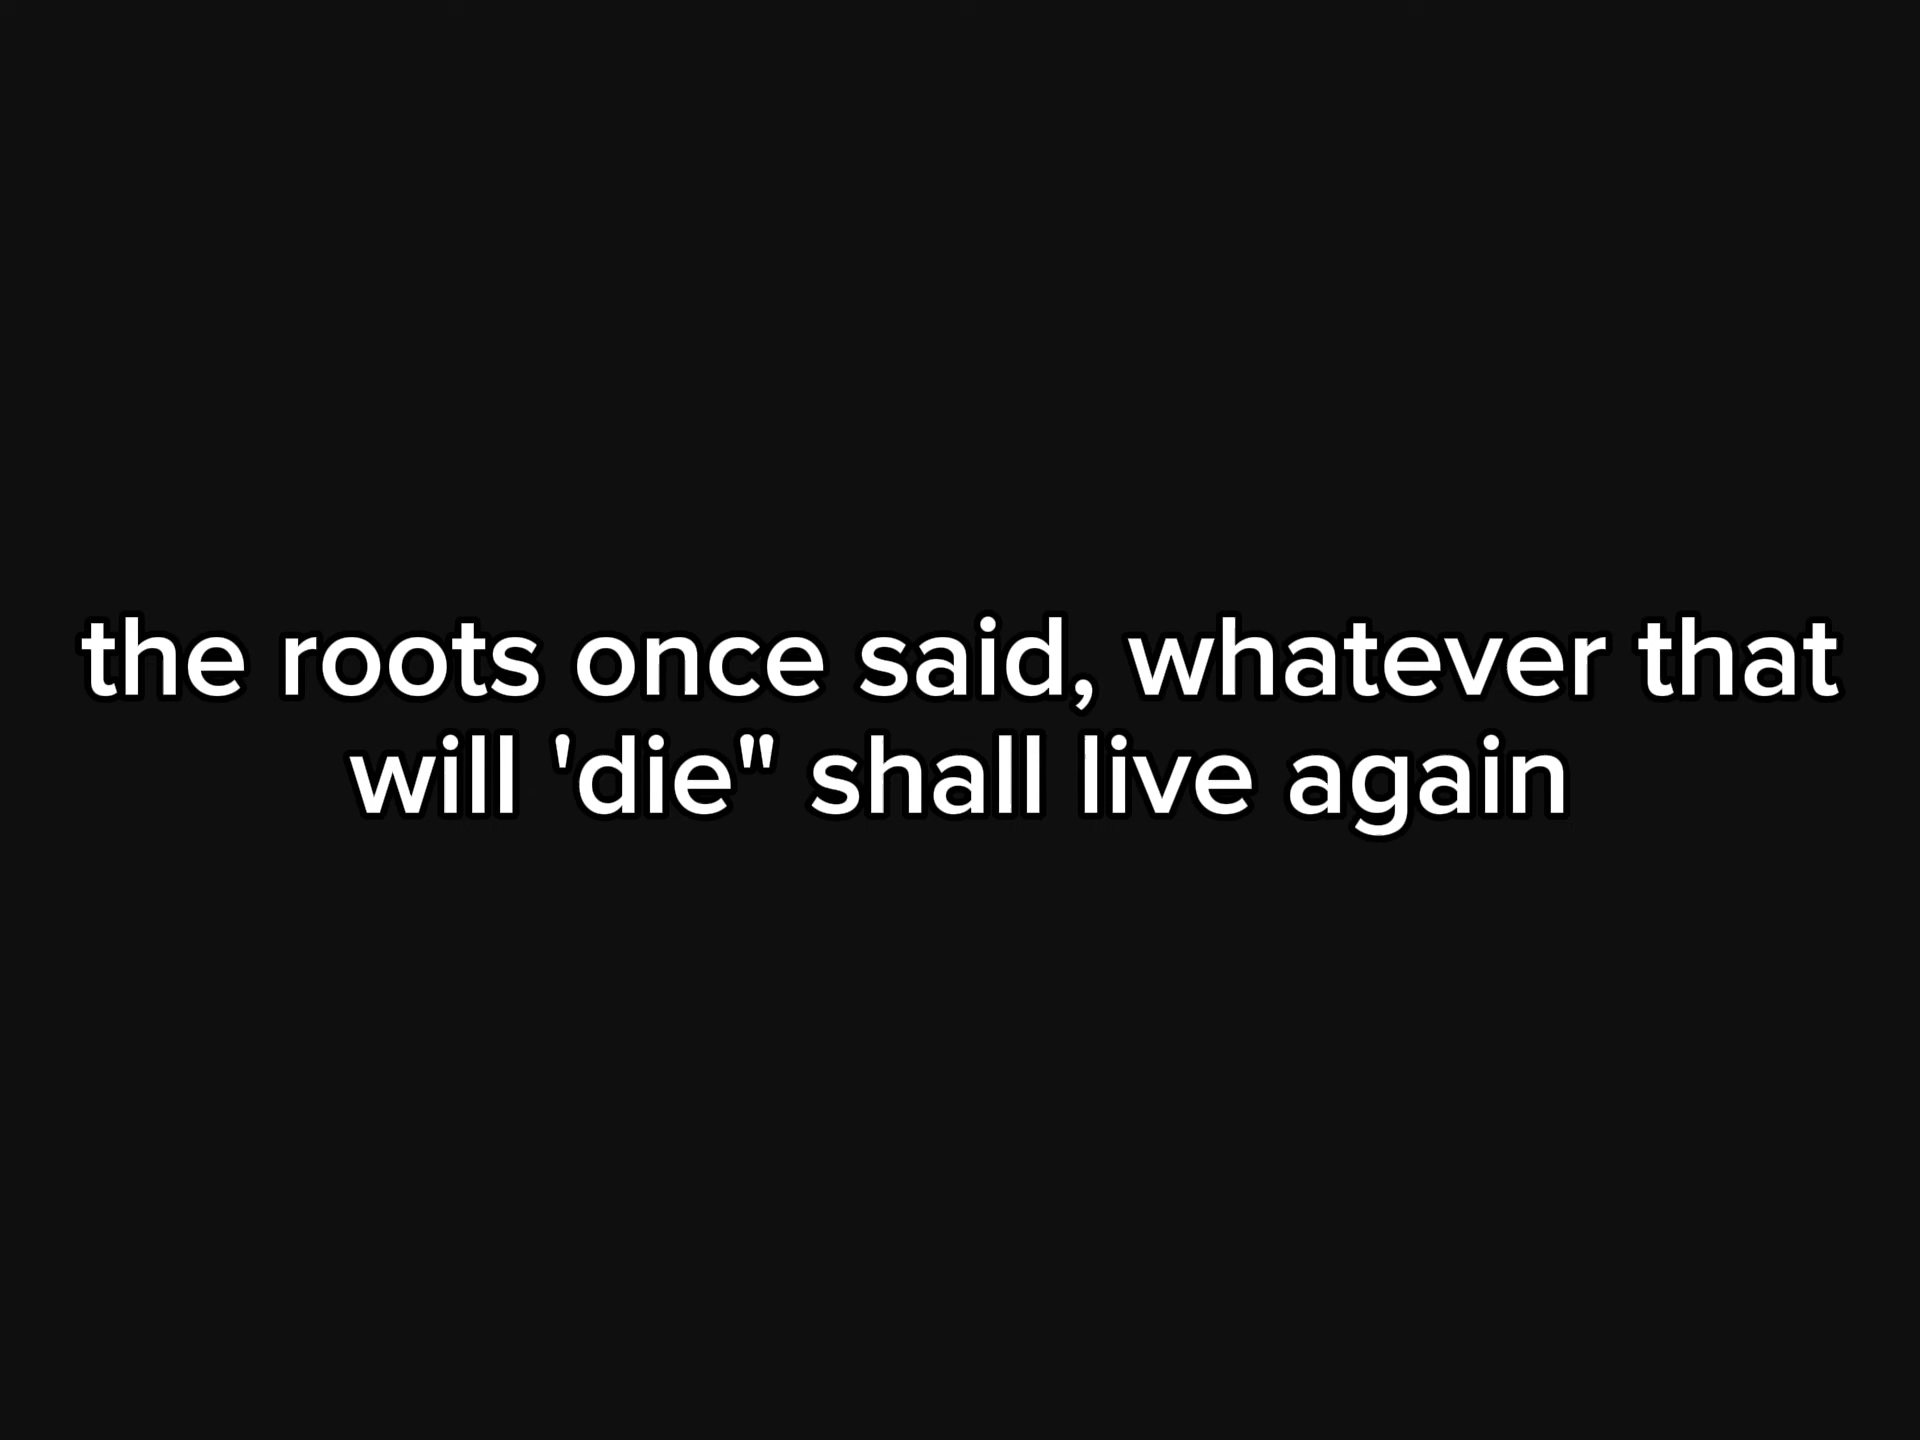 the roots once said, whatever that
will 'die" shall live again